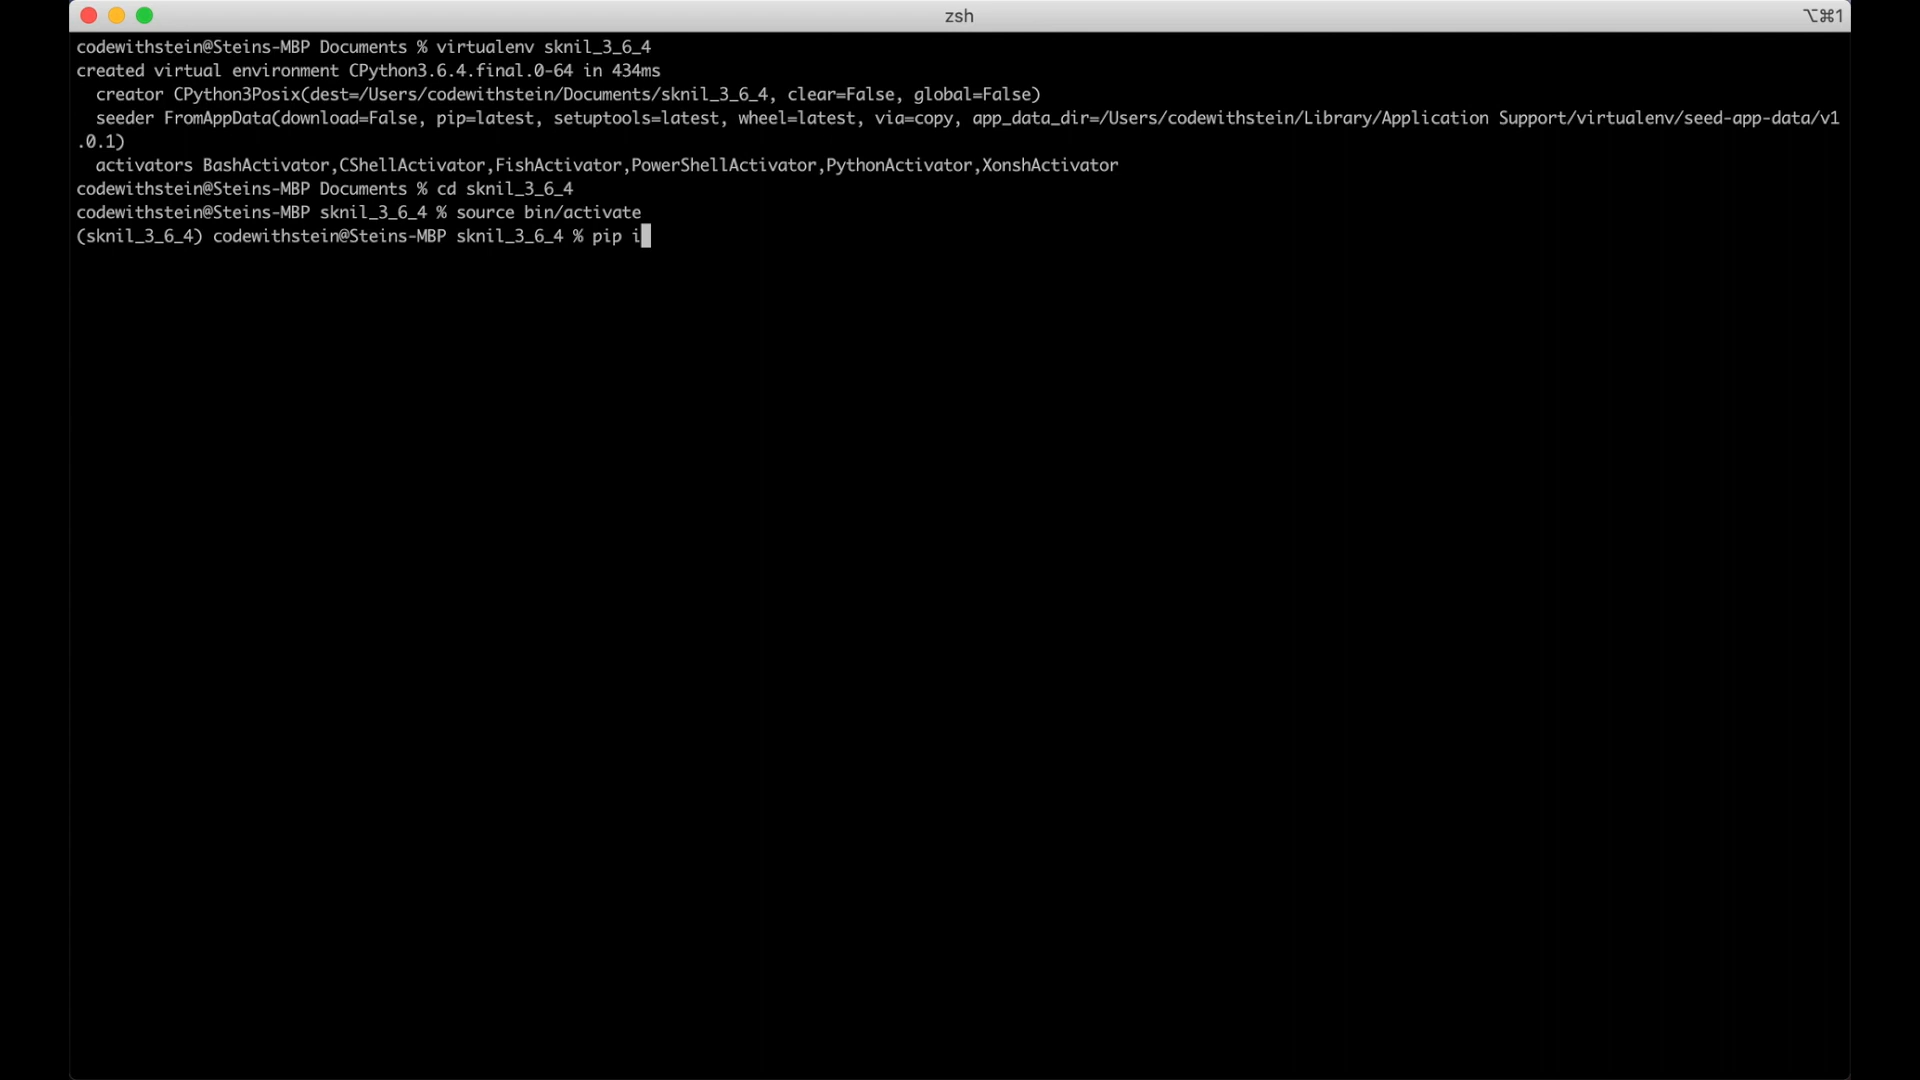 zsh
⌥⌘1
codewithstein@Steins-MBP Documents % virtualenv sknil_3_6_4
created virtual environment CPython3.6.4.final.0-64 in 434ms
  creator CPython3Posix(dest=/Users/codewithstein/Documents/sknil_3_6_4, clear=False, global=False)
  seeder FromAppData(download=False, pip=latest, setuptools=latest, wheel=latest, via=copy, app_data_dir=/Users/codewithstein/Library/Application Support/virtualenv/seed-app-data/v1
.0.1)
  activators BashActivator,CShellActivator,FishActivator,PowerShellActivator,PythonActivator,XonshActivator
codewithstein@Steins-MBP Documents % cd sknil_3_6_4
codewithstein@Steins-MBP sknil_3_6_4 % source bin/activate
(sknil_3_6_4) codewithstein@Steins-MBP sknil_3_6_4 % pip i